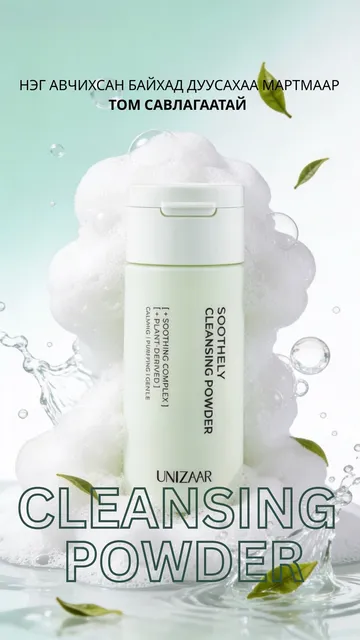 НЭГ АВЧИХСАН БАЙХАД ДУУСАХАА МАРТМААР
ТОМ САВЛАГААТАЙ
SOOTHELY
CLEANSING POWDER
[ + SOOTHING COMPLEX ]
[ + PLANT-DERIVED ]
UNIZAAR
CLEANSING
POWDER